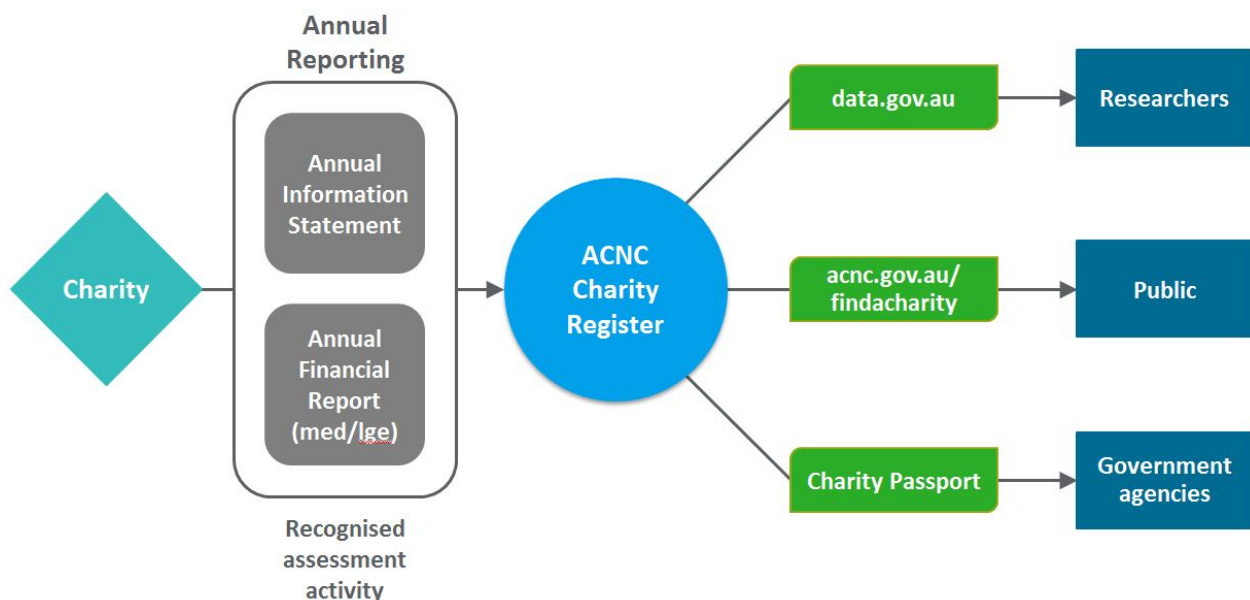 Annual
Reporting
Charity
Annual
Information
Statement
Annual
Financial
Report
(med/lge)
Recognised
assessment
activity
ACNC
Charity
Register
data.gov.au
Researchers
acnc.gov.au/
findacharity
Public
Charity Passport
Government
agencies